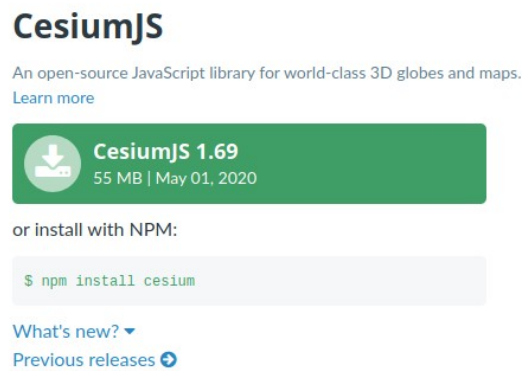 CesiumJS
An open-source JavaScript library for world-class 3D globes and maps.
Learn more
CesiumJS 1.69
55 MB | May 01, 2020
or install with NPM:
$ npm install cesium
What's new?
Previous releases